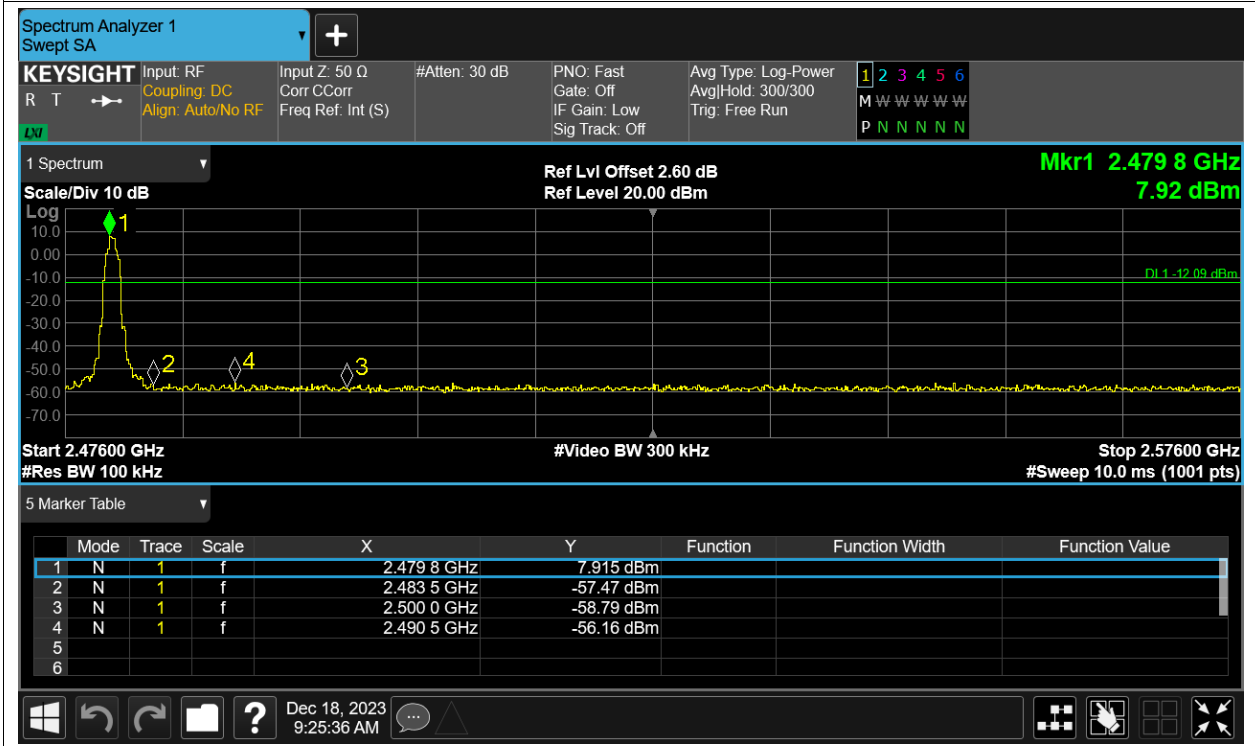 Spectrum Analyzer 1
Swept SA
+
KEYSIGHT Input: RF Input Z: 50 Ω #Atten: 30 dB PNO: Fast Avg Type: Log-Power 1 2 3 4 5 6
R T Coupling: DC Corr CCorr Gate: Off Avg|Hold: 300/300 M W W W W W
Align: Auto/No RF Freq Ref: Int (S) IF Gain: Low Trig: Free Run
LXI Sig Track: Off P N N N N N
1 Spectrum Ref Lvl Offset 2.60 dB Mkr1 2.479 8 GHz
Scale/Div 10 dB Ref Level 20.00 dBm 7.92 dBm
Log
1
10.0
0.00
-10.0 DL1 -12.09 dBm
-20.0
-30.0
-40.0
2 4 3
-50.0
-60.0
-70.0
Start 2.47600 GHz #Video BW 300 kHz Stop 2.57600 GHz
#Res BW 100 kHz #Sweep 10.0 ms (1001 pts)
5 Marker Table
Mode Trace Scale X Y Function Function Width Function Value
1 N 1 f 2.479 8 GHz 7.915 dBm
2 N 1 f 2.483 5 GHz -57.47 dBm
3 N 1 f 2.500 0 GHz -58.79 dBm
4 N 1 f 2.490 5 GHz -56.16 dBm
5
6
? Dec 18, 2023
9:25:36 AM